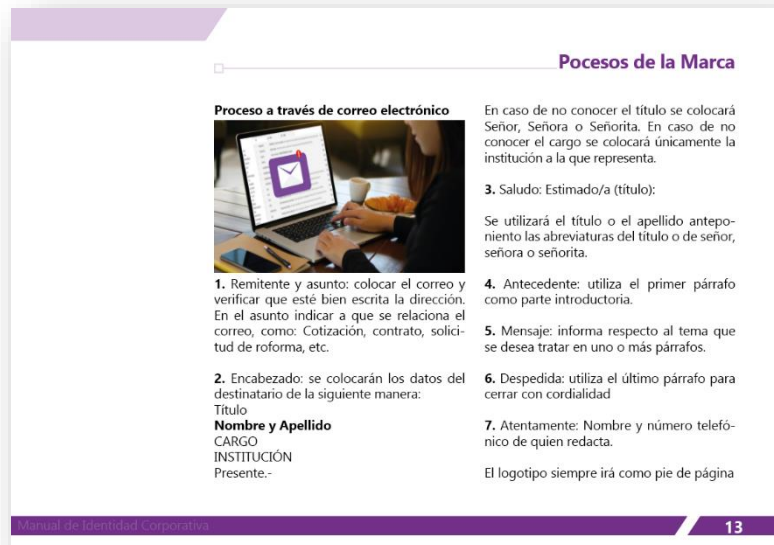 Pocesos de la Marca
Proceso a través de correo electrónico
1. Remitente y asunto: colocar el correo y
verificar que esté bien escrita la dirección.
En el asunto indicar a que se relaciona el
correo, como: Cotización, contrato, solici-
tud de roforma, etc.
2. Encabezado: se colocarán los datos del
destinatario de la siguiente manera:
Título
Nombre y Apellido
CARGO
INSTITUCIÓN
Presente.-
En caso de no conocer el título se colocará
Señor, Señora o Señorita. En caso de no
conocer el cargo se colocará únicamente la
institución a la que representa.
3. Saludo: Estimado/a (título):
Se utilizará el título o el apellido antepo-
niento las abreviaturas del título o de señor,
señora o señorita.
4. Antecedente: utiliza el primer párrafo
como parte introductoria.
5. Mensaje: informa respecto al tema que
se desea tratar en uno o más párrafos.
6. Despedida: utiliza el último párrafo para
cerrar con cordialidad
7. Atentamente: Nombre y número telefó-
nico de quien redacta.
El logotipo siempre irá como pie de página
Manual de Identidad Corporativa
13